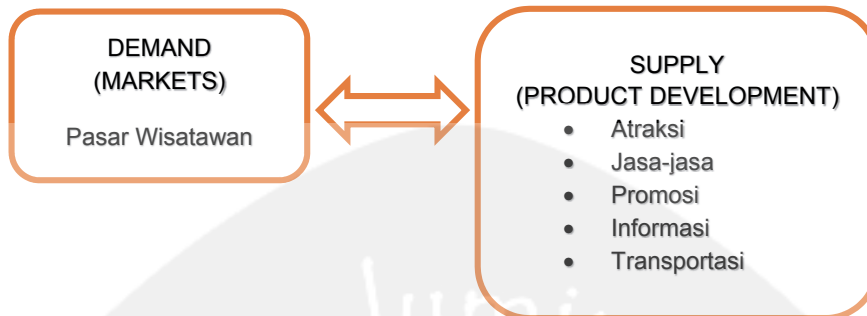 DEMAND
(MARKETS)
Pasar Wisatawan
SUPPLY
(PRODUCT DEVELOPMENT)
• Atraksi
• Jasa-jasa
• Promosi
• Informasi
• Transportasi